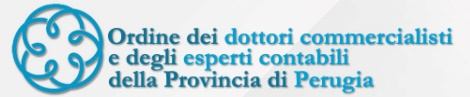 Ordine dei dottori commercialisti
e degli esperti contabili
della Provincia di Perugia